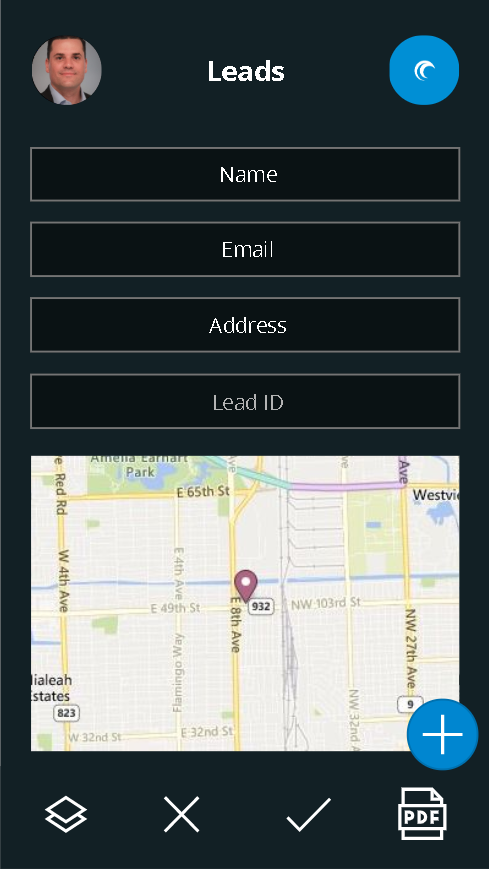 Leads
Name
Email
Address
Lead ID
Amelia Earhart
Park
Ave
Ave
Red Rd
E 65th St
Westvie
W 4th Ave
E 4th Ave
E 49th St
932
NW 103rd St
E 8th Ave
NW 27th Ave
Flamingo Way
ialeah
Estates
823
9
NW 32nd A
W 32nd St
E 32nd St
PDF